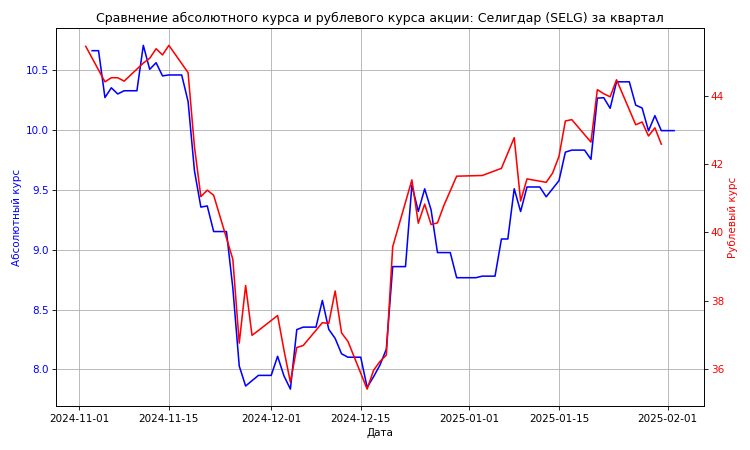 Сравнение абсолютного курса и рублевого курса акции: Селигдар (SELG) за квартал
Абсолютный курс
10.5
10.0
9.5
9.0
8.5
8.0
44
42
40
38
36
Рублевый курс
2024-11-01 2024-11-15 2024-12-01 2024-12-15 2025-01-01 2025-01-15 2025-02-01
Дата